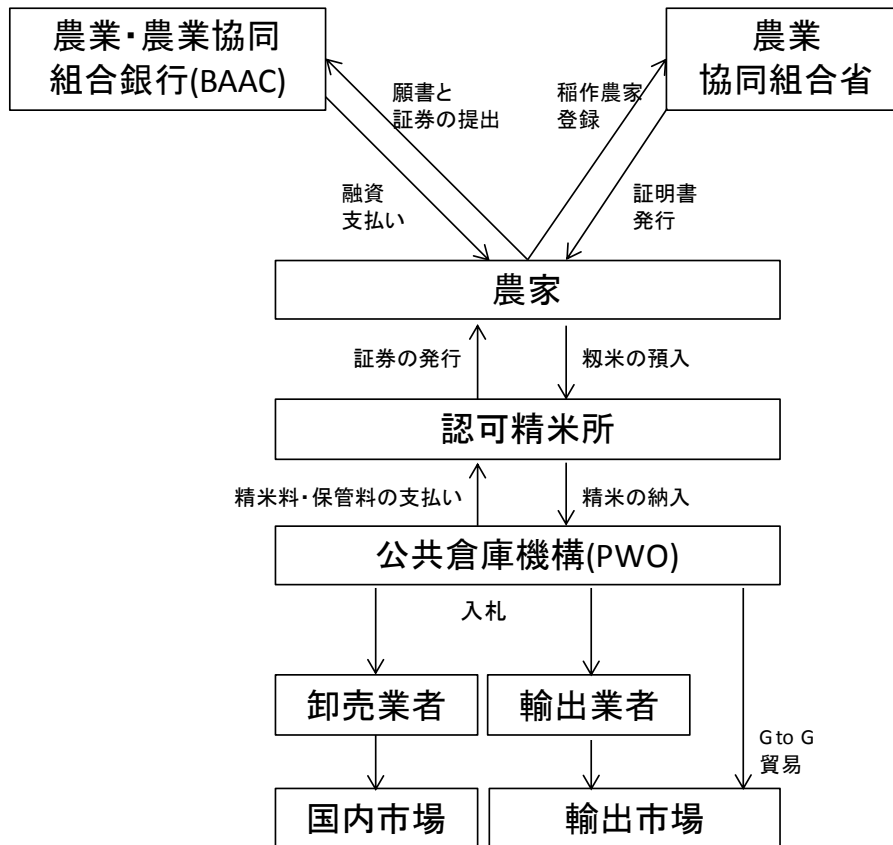 農業・農業協同
組合銀行(BAAC)
農業
協同組合省
願書と
証券の提出
稲作農家
登録
融資
支払い
証明書
発行
農家
証券の発行
籾米の預入
認可精米所
精米料・保管料の支払い
精米の納入
公共倉庫機構(PWO)
入札
卸売業者
輸出業者
G to G
貿易
国内市場
輸出市場